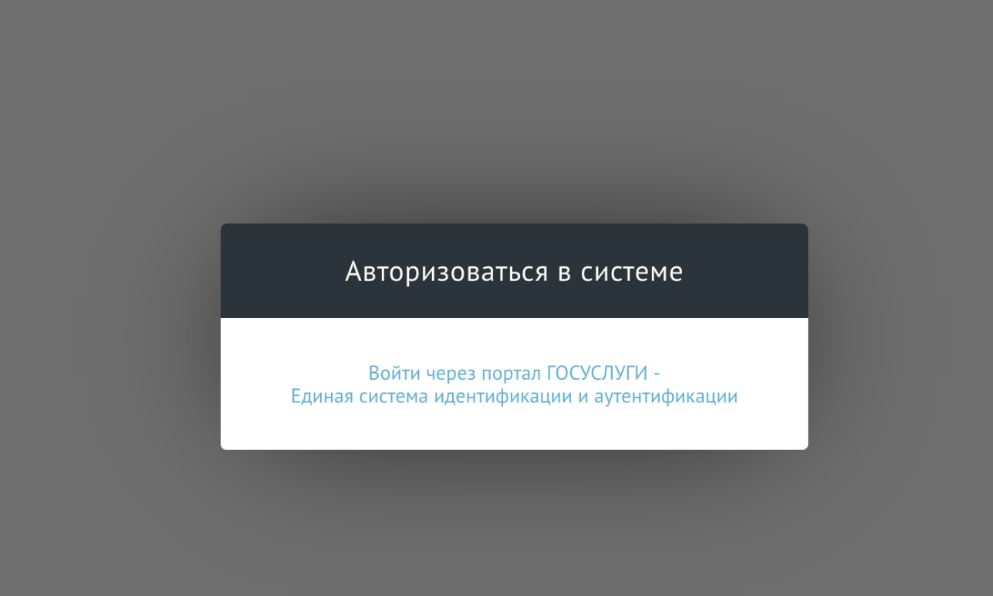 Авторизоваться в системе
Войти через портал ГОСУСЛУГИ -
Единая система идентификации и аутентификации